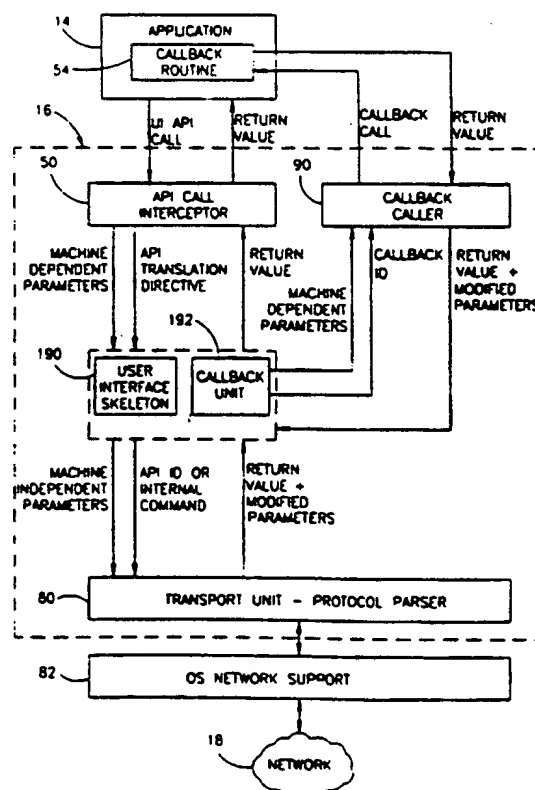 14
APPLICATION
54
CALLBACK
ROUTINE
16
UI API
CALL
RETURN
VALUE
CALLBACK
CALL
RETURN
VALUE
50
API CALL
INTERCEPTOR
90
CALLBACK
CALLER
MACHINE
DEPENDENT
PARAMETERS
API
TRANSLATION
DIRECTIVE
RETURN
VALUE
MACHINE
DEPENDENT
PARAMETERS
CALLBACK
ID
RETURN
VALUE +
MODIFIED
PARAMETERS
190
USER
INTERFACE
SKELETON
192
CALLBACK
UNIT
MACHINE
INDEPENDENT
PARAMETERS
API ID OR
INTERNAL
COMMAND
RETURN
VALUE +
MODIFIED
PARAMETERS
80
TRANSPORT UNIT - PROTOCOL PARSER
82
OS NETWORK SUPPORT
18
NETWORK